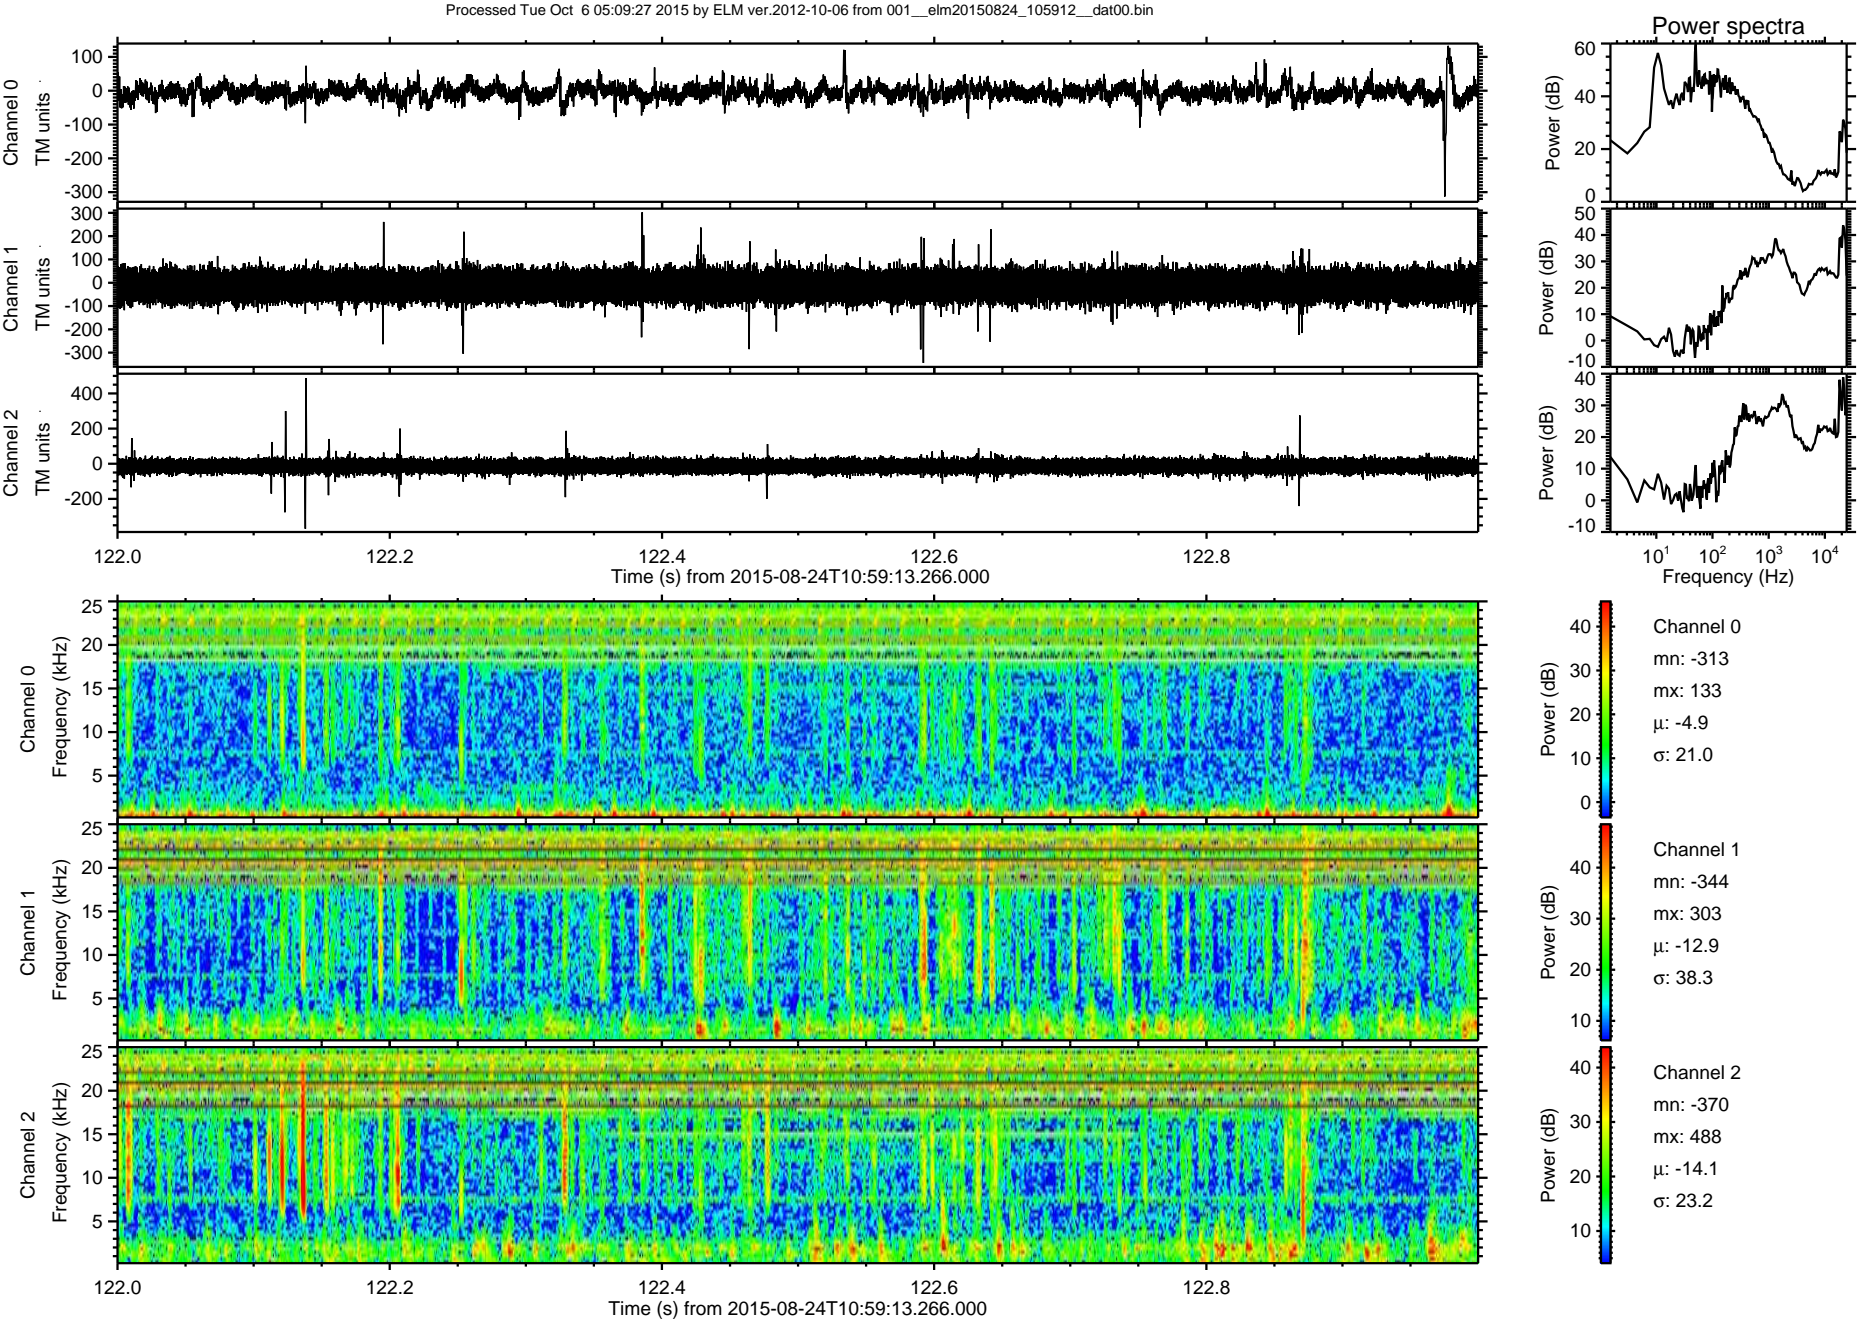 Processed Tue Oct  6 05:09:27 2015 by ELM ver.2012-10-06 from 001__elm20150824_105912__dat00.bin
Power spectra
Channel 0
TM units
100
0
-100
-200
-300
Power (dB)
60
40
20
0
Channel 1
TM units
300
200
100
0
-100
-200
-300
Power (dB)
50
40
30
20
10
0
-10
Channel 2
TM units
400
200
0
-200
Power (dB)
40
30
20
10
0
-10
122.0 122.2 122.4 122.6 122.8
Time (s) from 2015-08-24T10:59:13.266.000
10¹ 10² 10³ 10⁴
Frequency (Hz)
Channel 0
Frequency (kHz)
25
20
15
10
5
Power (dB)
40
30
20
10
0
Channel 0
mn: -313
mx: 133
μ: -4.9
σ: 21.0
Channel 1
Frequency (kHz)
25
20
15
10
5
Power (dB)
40
30
20
10
Channel 1
mn: -344
mx: 303
μ: -12.9
σ: 38.3
Channel 2
Frequency (kHz)
25
20
15
10
5
Power (dB)
40
30
20
10
Channel 2
mn: -370
mx: 488
μ: -14.1
σ: 23.2
122.0 122.2 122.4 122.6 122.8
Time (s) from 2015-08-24T10:59:13.266.000